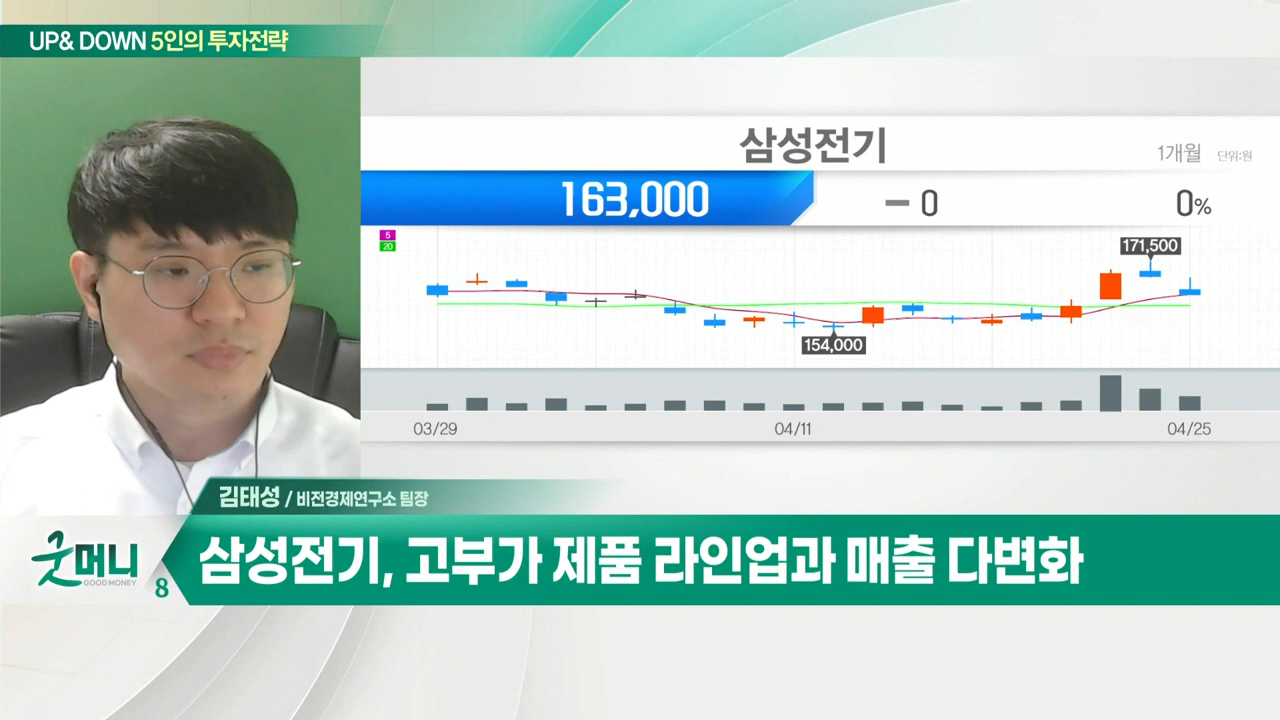 UP& DOWN 5인의 투자전략
삼성전기
1개월 단위:원
163,000 0 0%
5
20
171,500
154,000
03/29 04/11 04/25
김태성 / 비전경제연구소 팀장
굿머니
GOOD MONEY
8
삼성전기, 고부가 제품 라인업과 매출 다변화